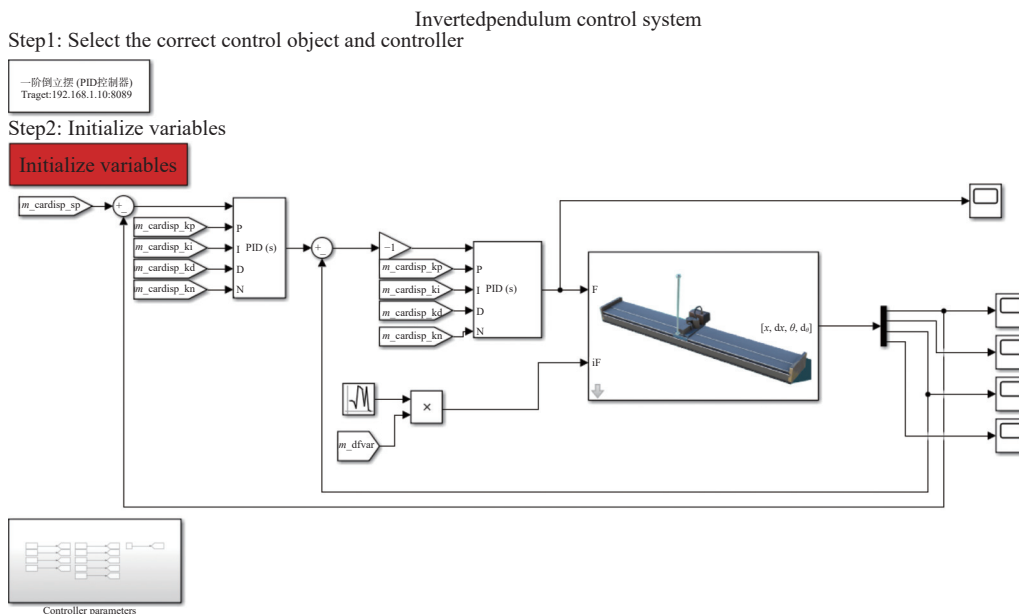 Invertedpendulum control system
Step1: Select the correct control object and controller
一阶倒立摆 (PID控制器)
Traget:192.168.1.10:8089
Step2: Initialize variables
Initialize variables
m_cardisp_sp
+
−
m_cardisp_kp
m_cardisp_ki
m_cardisp_kd
m_cardisp_kn
P
I
D
N
PID (s)
+
−
−1
m_cardisp_kp
m_cardisp_ki
m_cardisp_kd
m_cardisp_kn
P
I
D
N
PID (s)
F
iF
[x, dx, θ, dθ]
×
m_dfvar
Controller parameters